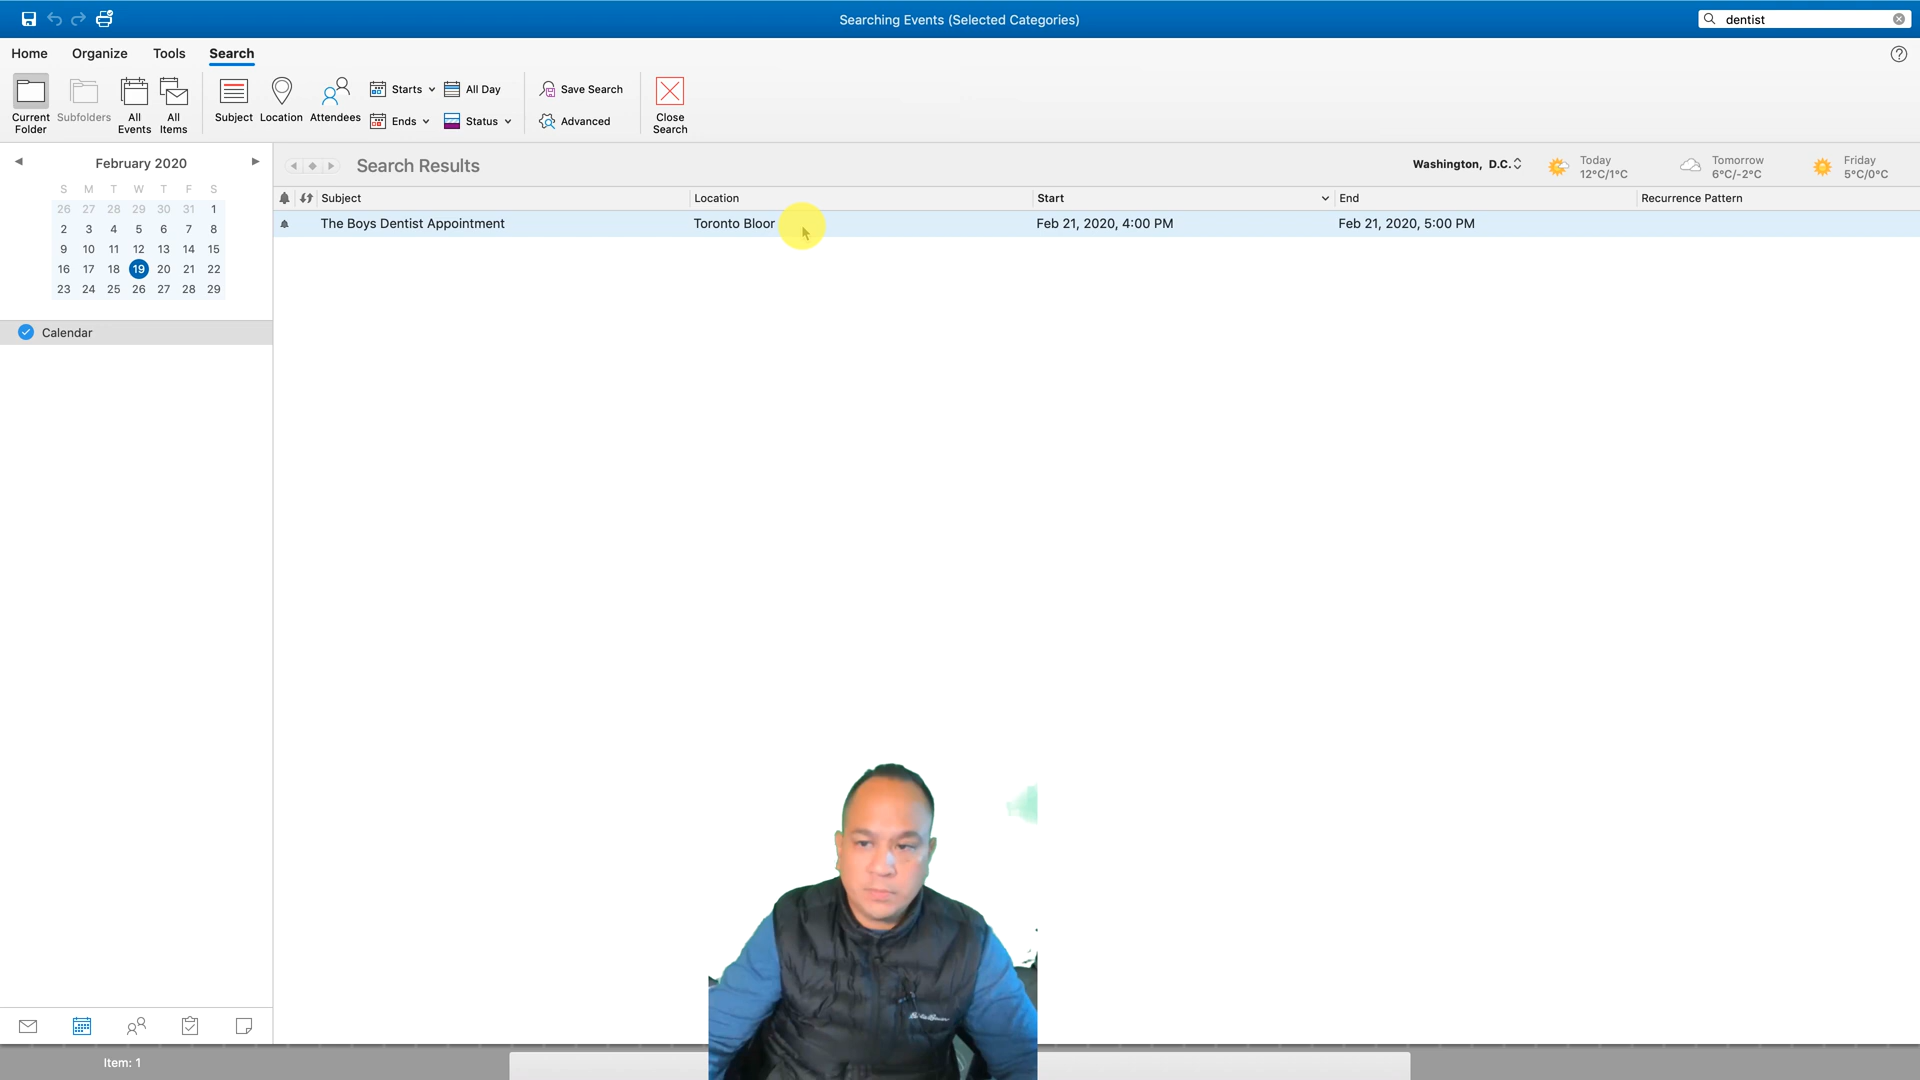 Searching Events (Selected Categories)
dentist
Home Organize Tools Search
Current Folder
Subfolders
All Events
All Items
Subject
Location
Attendees
Starts
Ends
All Day
Status
Save Search
Advanced
Close Search
February 2020
S M T W T F S
26 27 28 29 30 31 1
2 3 4 5 6 7 8
9 10 11 12 13 14 15
16 17 18 19 20 21 22
23 24 25 26 27 28 29
Calendar
Search Results
Washington, D.C.
Today
12°C/1°C
Tomorrow
6°C/-2°C
Friday
5°C/0°C
Subject Location Start End Recurrence Pattern
The Boys Dentist Appointment Toronto Bloor Feb 21, 2020, 4:00 PM Feb 21, 2020, 5:00 PM
Item: 1